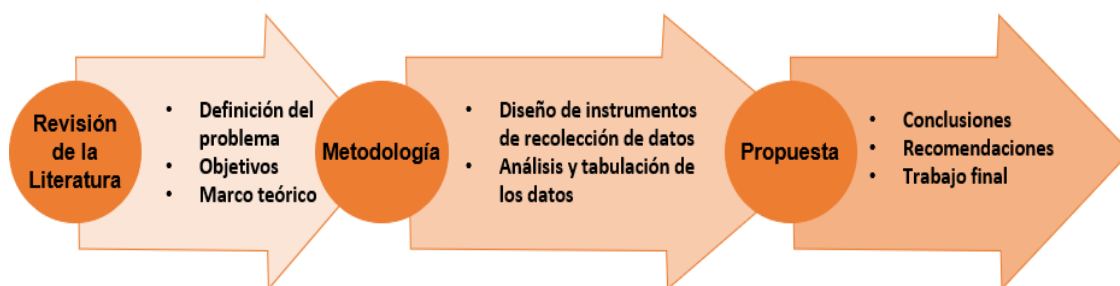 Revisión
de la
Literatura
• Definición del
problema
• Objetivos
• Marco teórico
Metodología
• Diseño de instrumentos
de recolección de datos
• Análisis y tabulación de
los datos
Propuesta
• Conclusiones
• Recomendaciones
• Trabajo final